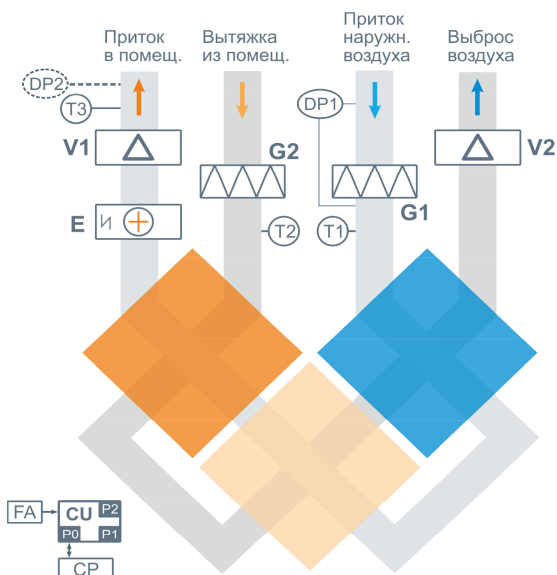 Приток
в помещ.
Вытяжка
из помещ.
Приток
наружн.
воздуха
Выброс
воздуха
DP2
T3
DP1
V1
G2
V2
E
И
G1
T2
T1
FA
CU
P2
P0
P1
CP